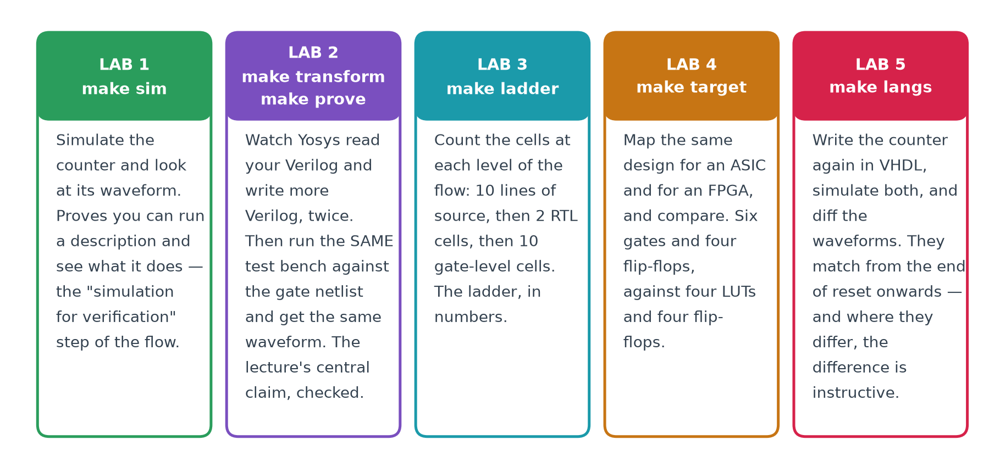 LAB 1
make sim
Simulate the
counter and look
at its waveform.
Proves you can run
a description and
see what it does —
the "simulation
for verification"
step of the flow.
LAB 2
make transform
make prove
Watch Yosys read
your Verilog and
write more
Verilog, twice.
Then run the SAME
test bench against
the gate netlist
and get the same
waveform. The
lecture's central
claim, checked.
LAB 3
make ladder
Count the cells at
each level of the
flow: 10 lines of
source, then 2 RTL
cells, then 10
gate-level cells.
The ladder, in
numbers.
LAB 4
make target
Map the same
design for an ASIC
and for an FPGA,
and compare. Six
gates and four
flip-flops,
against four LUTs
and four flip-
flops.
LAB 5
make langs
Write the counter
again in VHDL,
simulate both, and
diff the
waveforms. They
match from the end
of reset onwards —
and where they
differ, the
difference is
instructive.